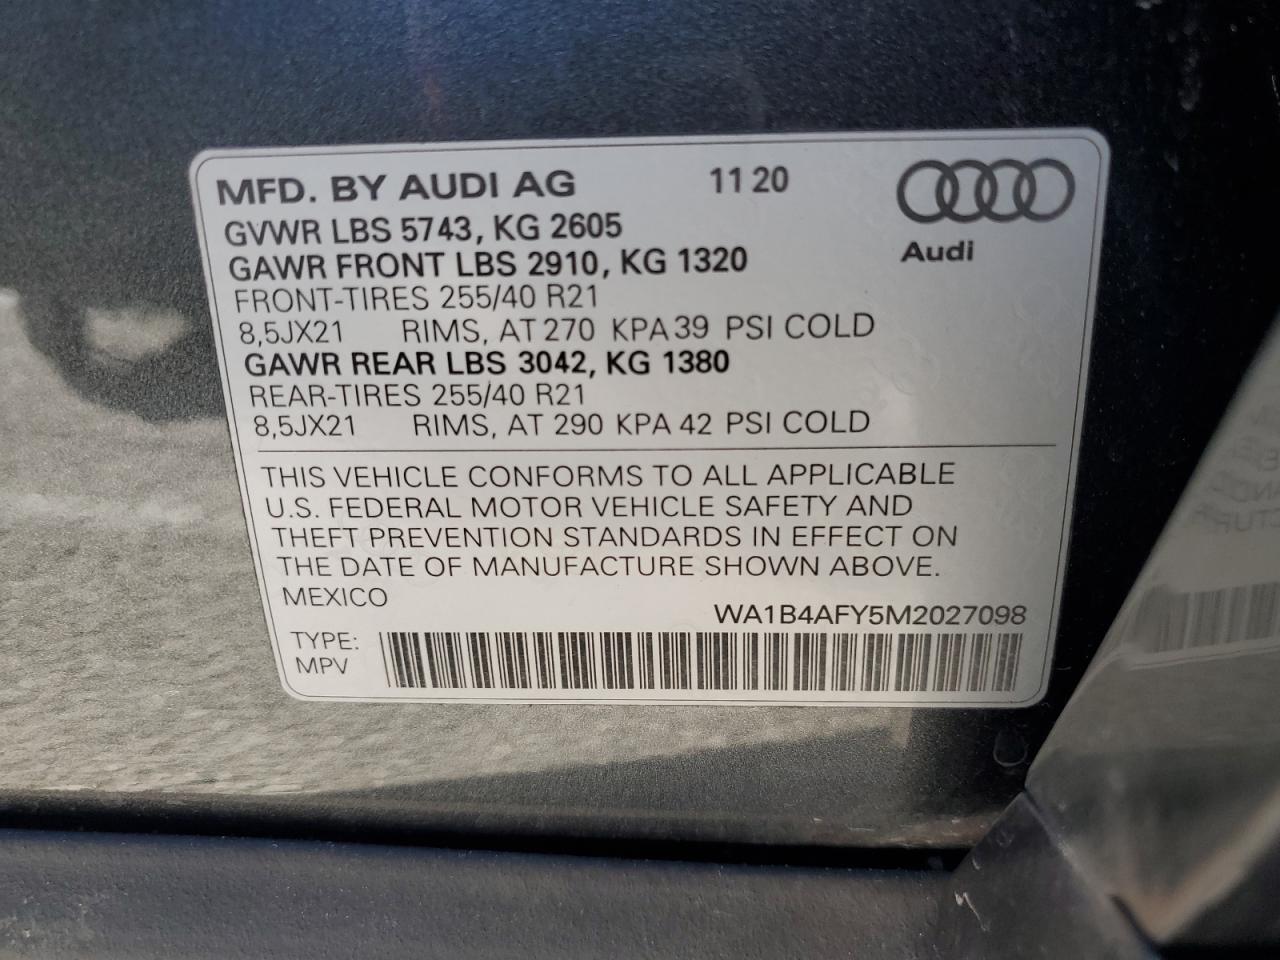 MFD. BY AUDI AG 11 20
Audi
GVWR LBS 5743, KG 2605
GAWR FRONT LBS 2910, KG 1320
FRONT-TIRES 255/40 R21
8,5JX21 RIMS, AT 270 KPA 39 PSI COLD
GAWR REAR LBS 3042, KG 1380
REAR-TIRES 255/40 R21
8,5JX21 RIMS, AT 290 KPA 42 PSI COLD
THIS VEHICLE CONFORMS TO ALL APPLICABLE
U.S. FEDERAL MOTOR VEHICLE SAFETY AND
THEFT PREVENTION STANDARDS IN EFFECT ON
THE DATE OF MANUFACTURE SHOWN ABOVE.
MEXICO
WA1B4AFY5M2027098
TYPE:
MPV